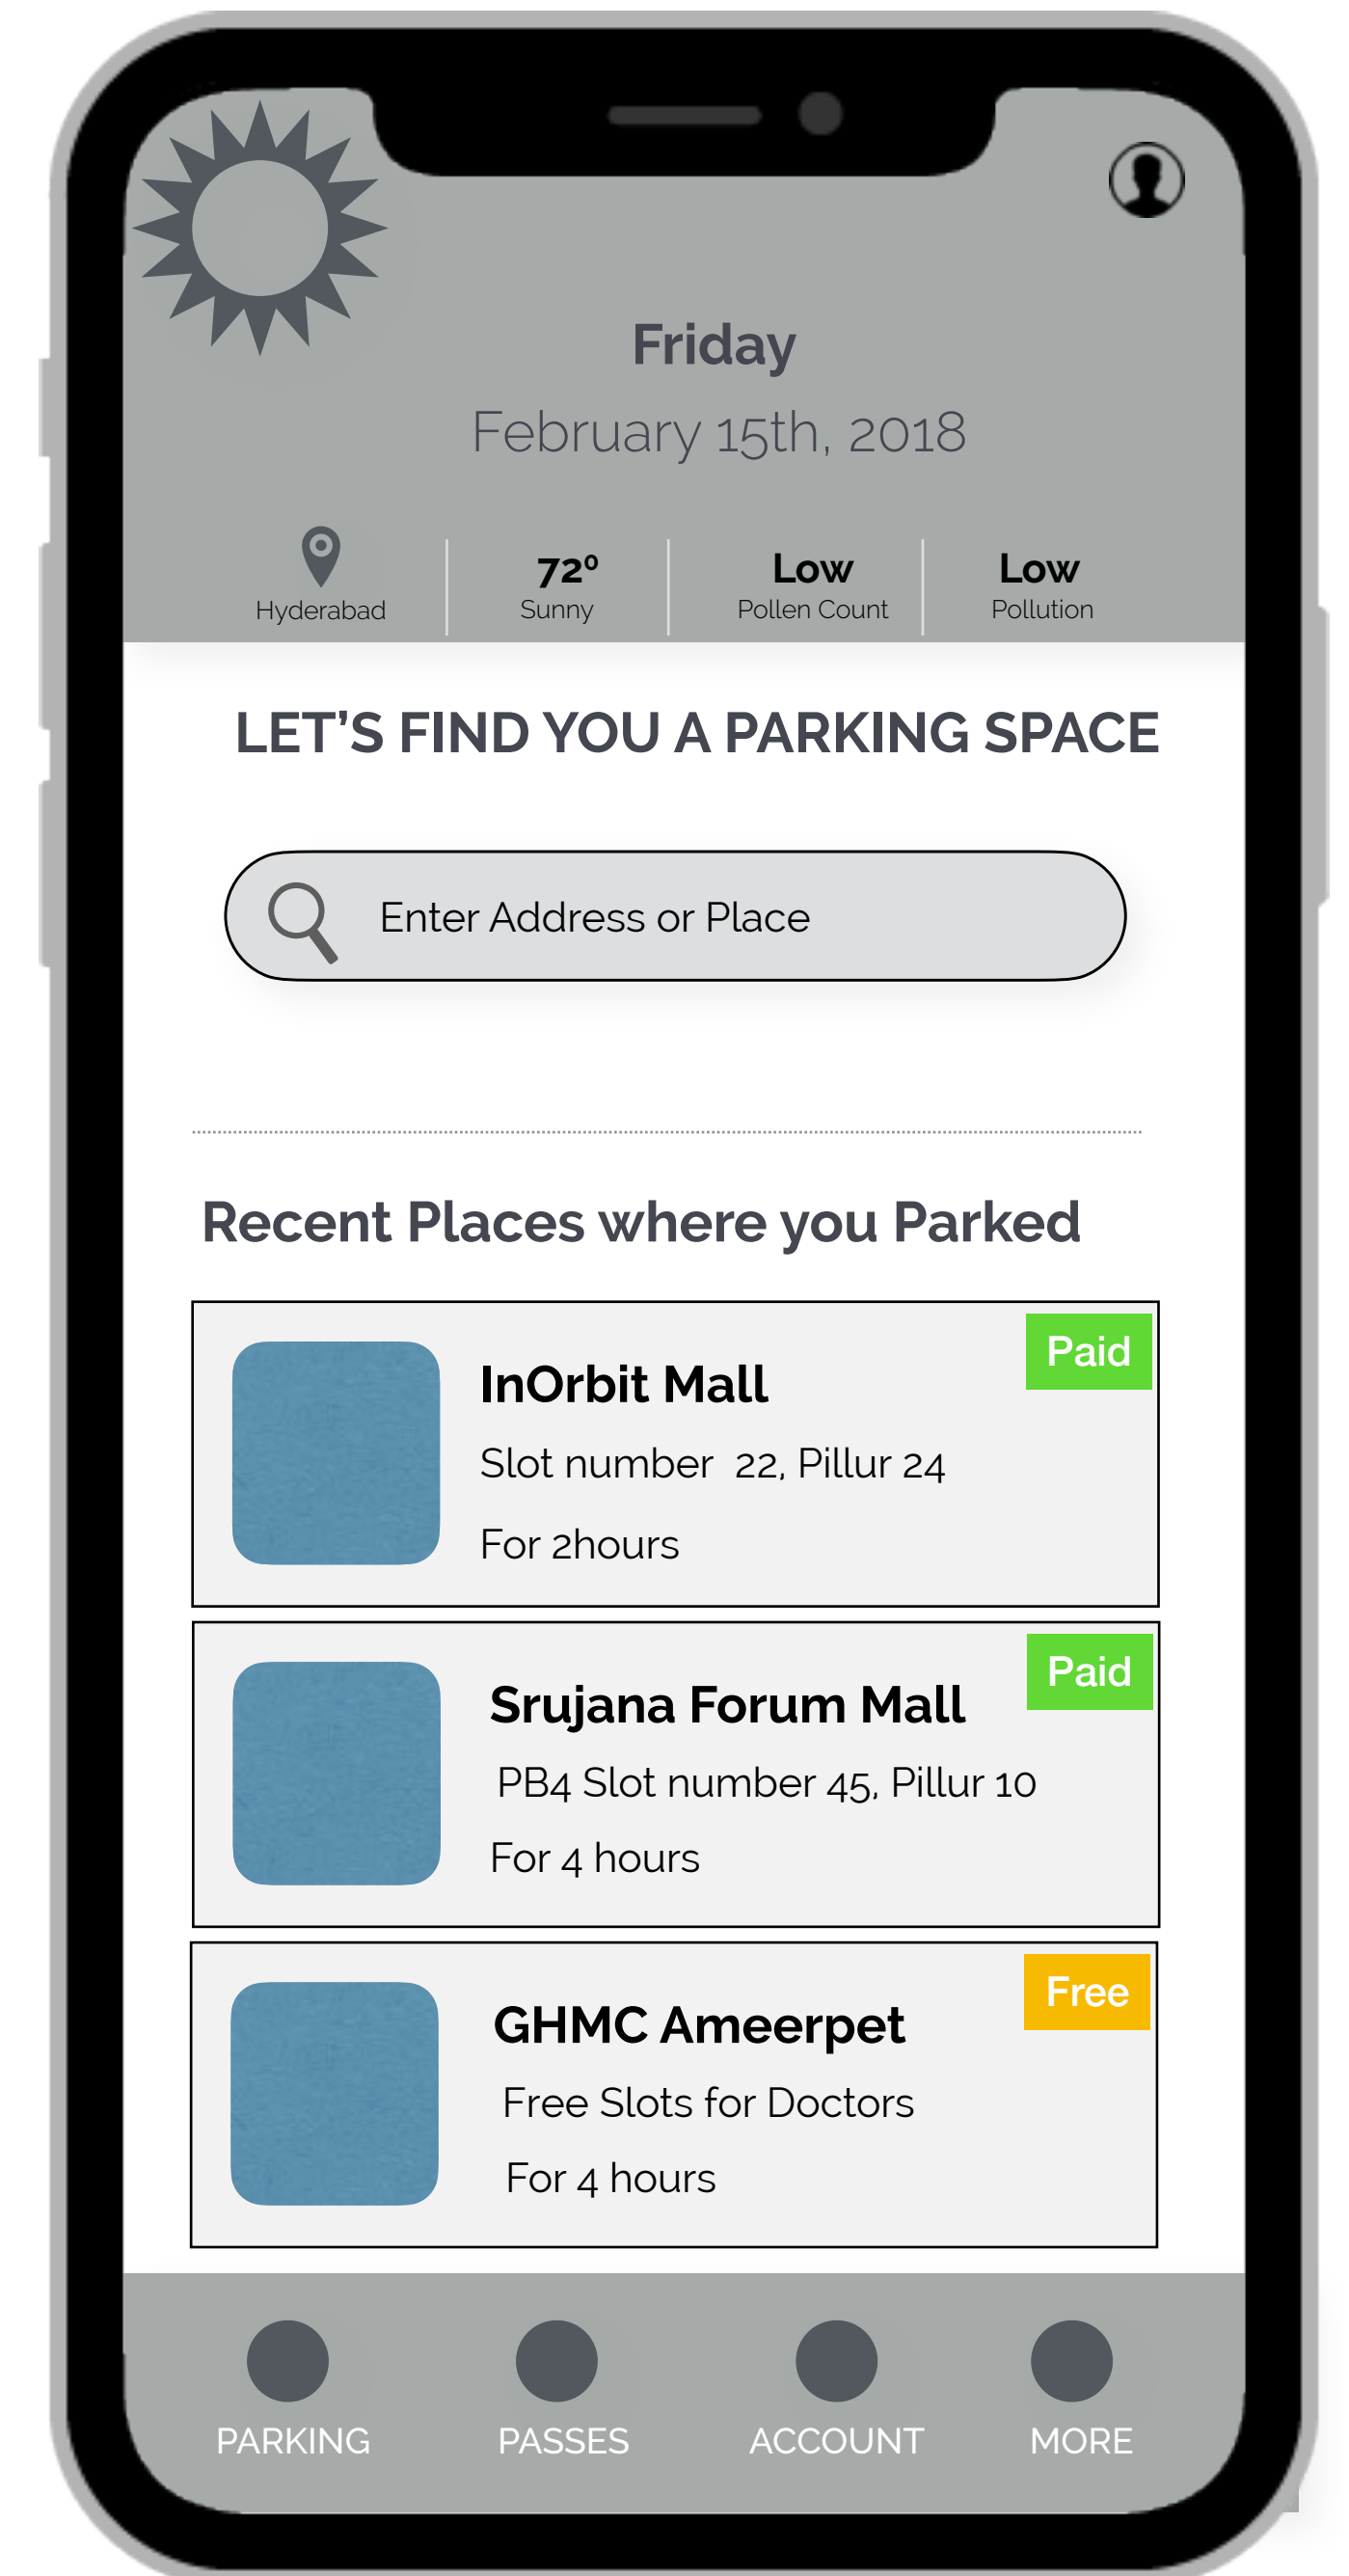 Friday
February 15th, 2018
72º
Low
Low
Hyderabad
Sunny
Pollen Count
Pollution
LET’S FIND YOU A PARKING SPACE
Enter Address or Place
Recent Places where you Parked
Paid
InOrbit Mall
Slot number  22, Pillur 24
For 2hours
Paid
Srujana Forum Mall
PB4 Slot number 45, Pillur 10
For 4 hours
Free
GHMC Ameerpet
Free Slots for Doctors
For 4 hours
PARKING
PASSES
ACCOUNT
MORE